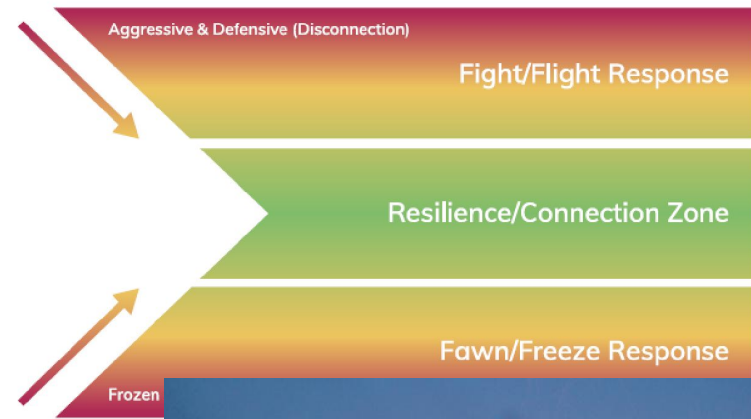 Aggressive & Defensive (Disconnection)
Fight/Flight Response
Resilience/Connection Zone
Fawn/Freeze Response
Frozen